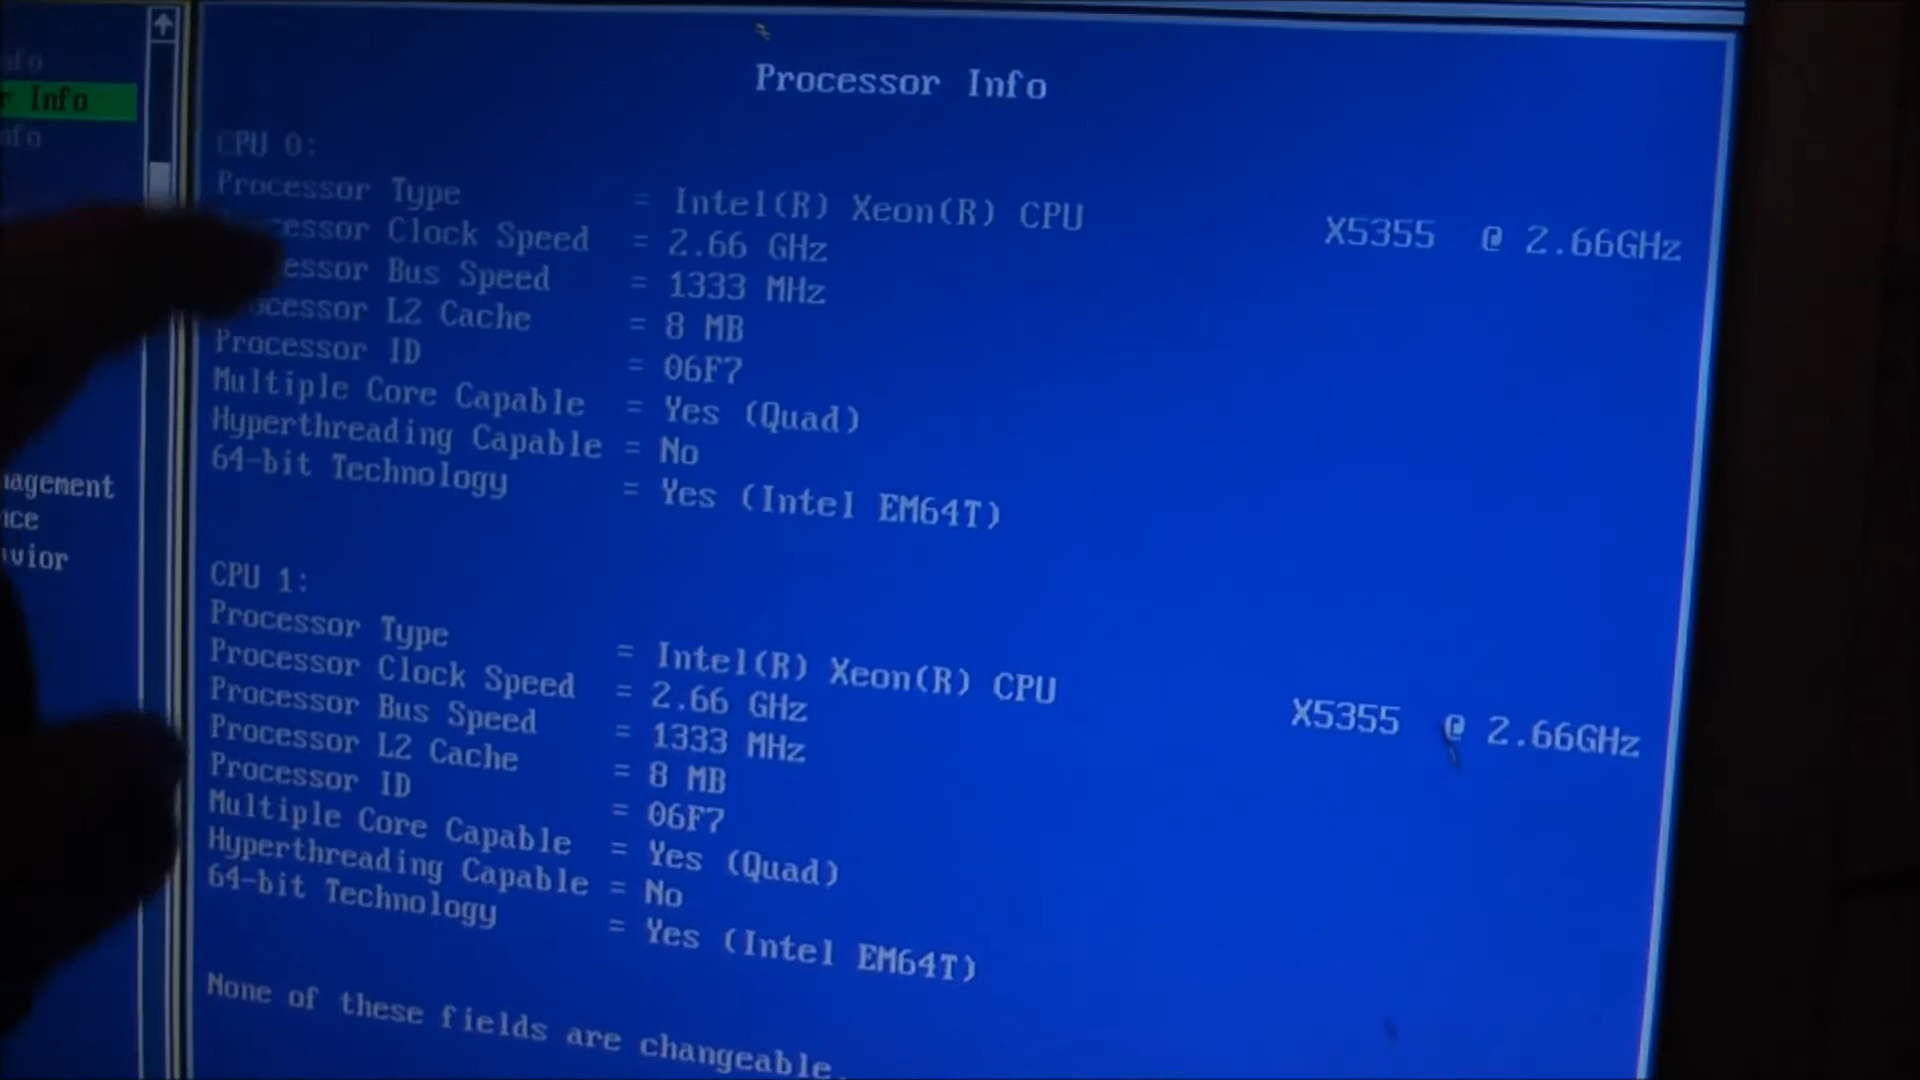 Info
Processor Info
CPU 0:
Processor Type = Intel(R) Xeon(R) CPU X5355 @ 2.66GHz
Clock Speed = 2.66 GHz
Bus Speed = 1333 MHz
L2 Cache = 8 MB
Processor ID = 06F7
Multiple Core Capable = Yes (Quad)
Hyperthreading Capable = No
64-bit Technology = Yes (Intel EM64T)
CPU 1:
Processor Type = Intel(R) Xeon(R) CPU X5355 @ 2.66GHz
Processor Clock Speed = 2.66 GHz
Processor Bus Speed = 1333 MHz
Processor L2 Cache = 8 MB
Processor ID = 06F7
Multiple Core Capable = Yes (Quad)
Hyperthreading Capable = No
64-bit Technology = Yes (Intel EM64T)
None of these fields are changeable.